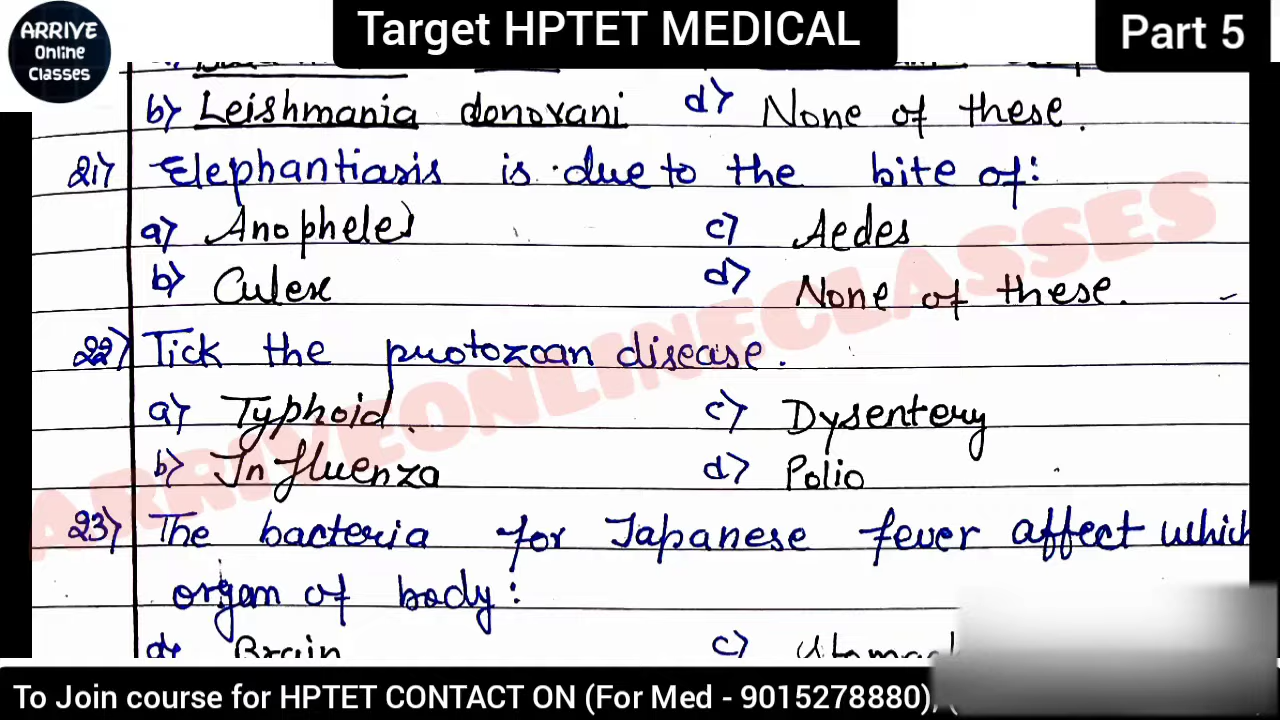 ARRIVE
Online
Classes
Target HPTET MEDICAL
Part 5
b) Leishmania donovani d) None of these.
21) Elephantiasis is due to the bite of:
a) Anopheles c) Aedes
b) Culex d) None of these.
22) Tick the protozoan disease.
a) Typhoid. c) Dysentery
b) Influenza d) Polio
23) The bacteria for Japanese fever affect which
organ of body:
a) Brain c)
ARRIVEONLINECLASSES
To Join course for HPTET CONTACT ON (For Med - 9015278880), (